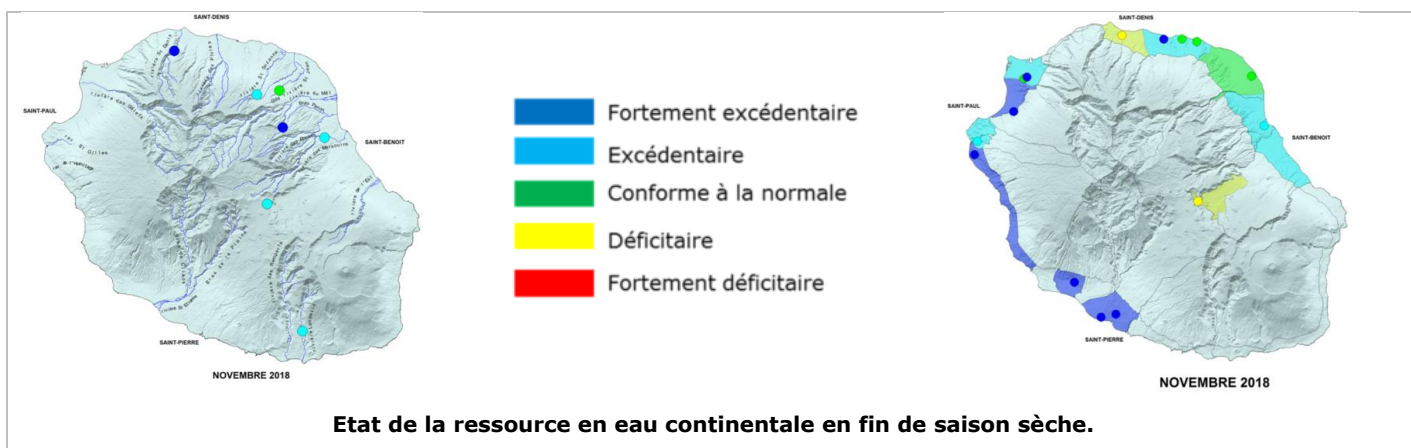 SAINT-DENIS
SAINT-PAUL
SAINT-BENOIT
SAINT-PIERRE
NOVEMBRE 2018
Fortement excédentaire
Excédentaire
Conforme à la normale
Déficitaire
Fortement déficitaire
SAINT-DENIS
SAINT-PAUL
SAINT-BENOIT
SAINT-PIERRE
NOVEMBRE 2018
Etat de la ressource en eau continentale en fin de saison sèche.